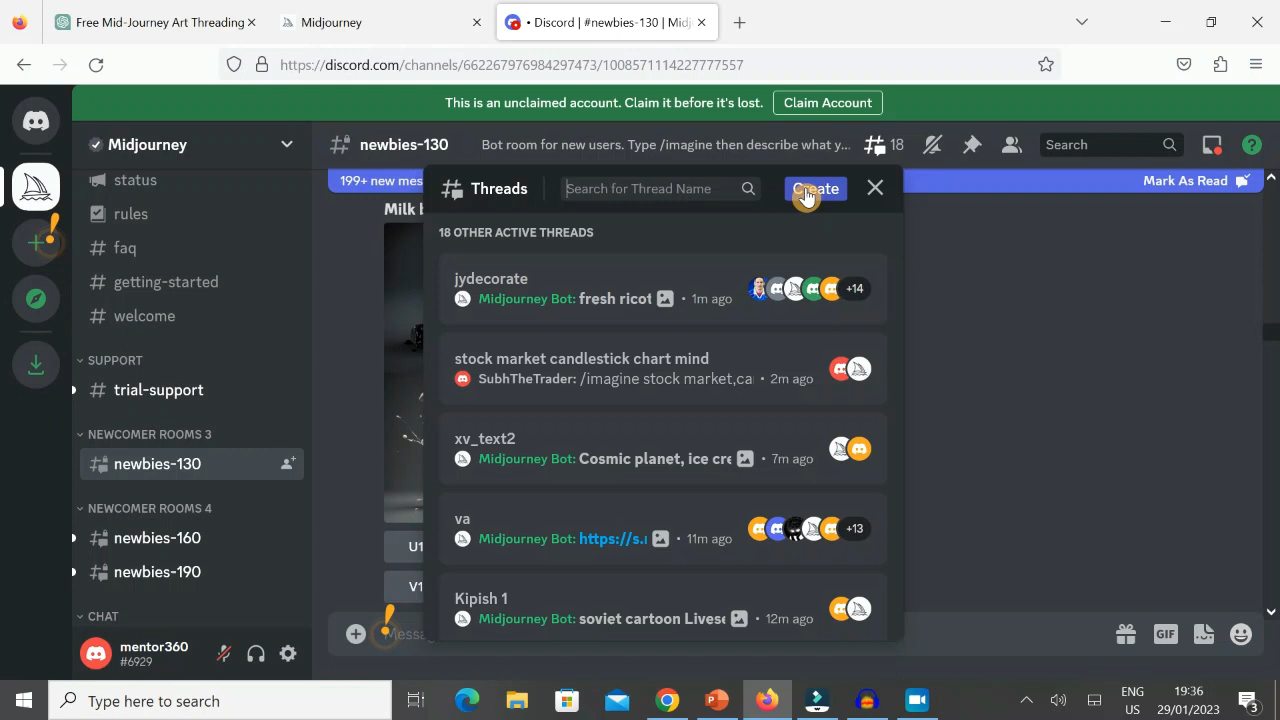 Free Mid-Journey Art Threading
Midjourney
• Discord | #newbies-130 | Midj
https://discord.com/channels/662267976984297473/1008571114227777557
This is an unclaimed account. Claim it before it's lost.
Claim Account
Midjourney
newbies-130
Bot room for new users. Type /imagine then describe what y...
18
Search
199+ new mes
Mark As Read
status
rules
faq
getting-started
welcome
SUPPORT
trial-support
NEWCOMER ROOMS 3
newbies-130
NEWCOMER ROOMS 4
newbies-160
newbies-190
CHAT
mentor360
#6929
Milk b
U1
V1
Messa
GIF
Threads
Search for Thread Name
Create
18 OTHER ACTIVE THREADS
jydecorate
Midjourney Bot: fresh ricot • 1m ago
+14
stock market candlestick chart mind
SubhTheTrader: /imagine stock market,ca • 2m ago
xv_text2
Midjourney Bot: Cosmic planet, ice cre • 7m ago
va
Midjourney Bot: https://s.i • 11m ago
+13
Kipish 1
Midjourney Bot: soviet cartoon Livese • 12m ago
Type here to search
ENG
US
19:36
29/01/2023
3